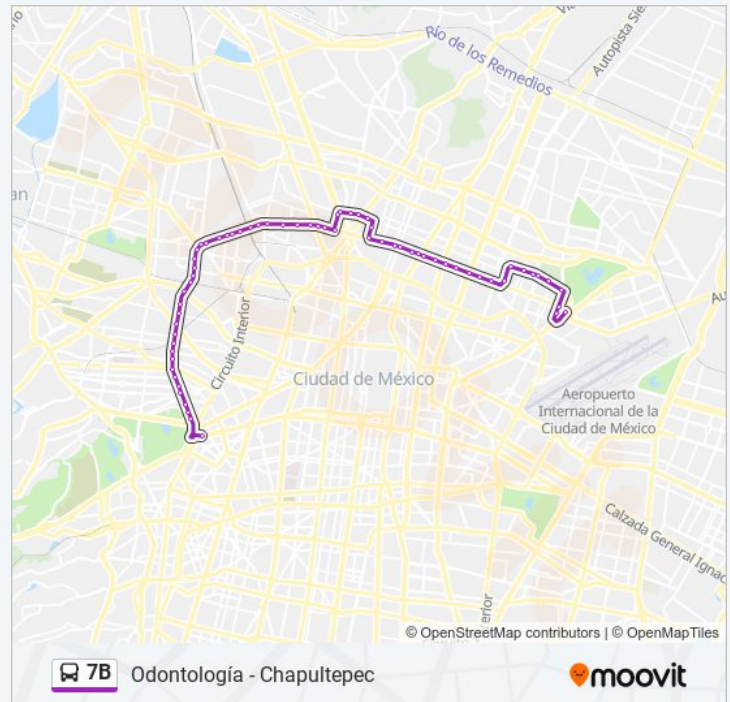 Río de los Remedios
Autopista Sie
an
Au
Circuito Interior
Ciudad de México
Aeropuerto
Internacional de la
Ciudad de México
Calzada General Ignac
erior
© OpenStreetMap contributors | © OpenMapTiles
7B Odontología - Chapultepec
moovit